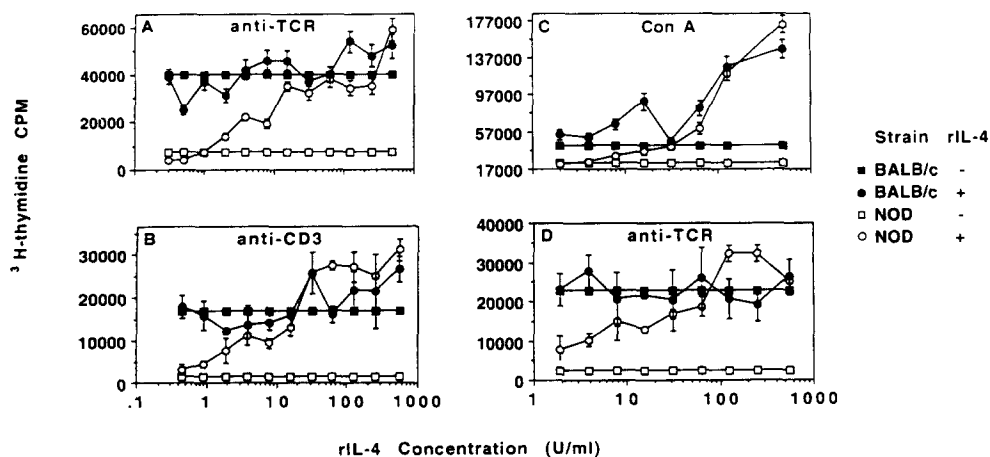 A anti-TCR
60000
40000
20000
0
C Con A
177000
137000
97000
57000
17000
Strain rIL-4
BALB/c -
BALB/c +
NOD -
NOD +
³H-thymidine CPM
B anti-CD3
30000
20000
10000
0
.1 1 10 100 1000
D anti-TCR
40000
30000
20000
10000
0
1 10 100 1000
rIL-4 Concentration (U/ml)